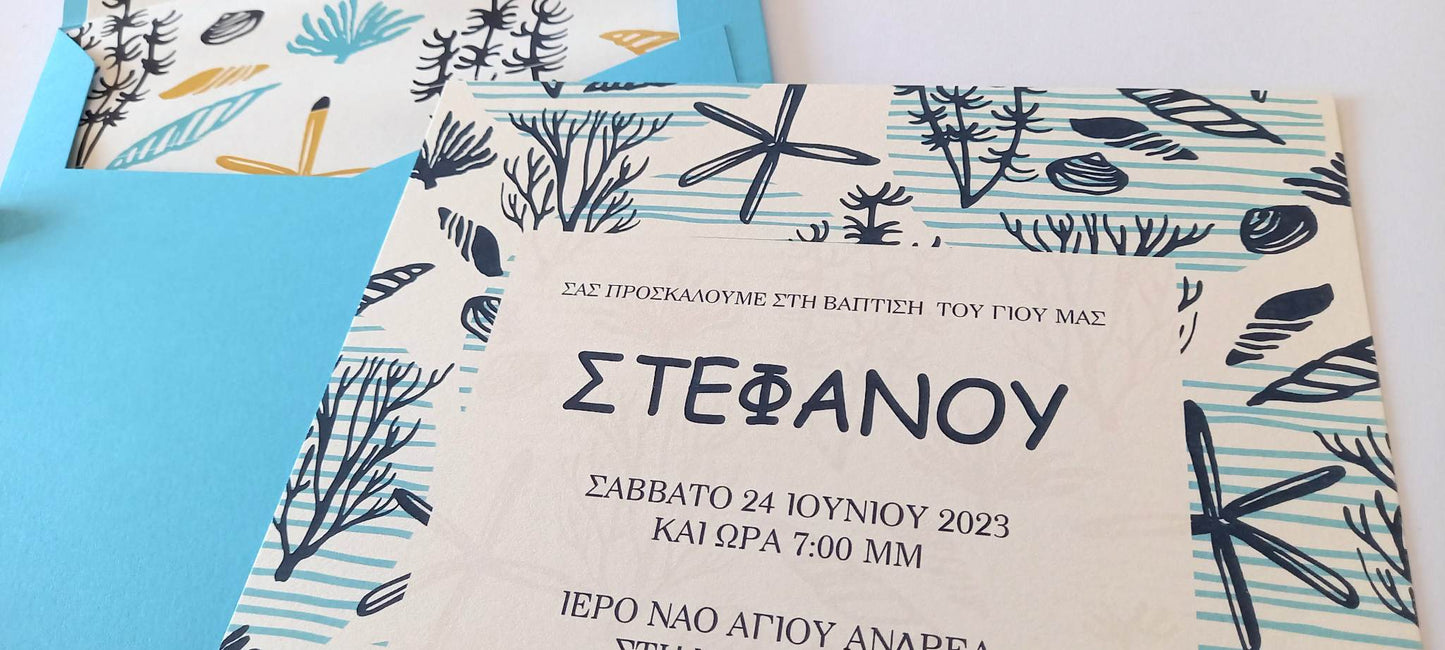 ΣΑΣ ΠΡΟΣΚΑΛΟΥΜΕ ΣΤΗ ΒΑΠΤΙΣΗ ΤΟΥ ΓΙΟΥ ΜΑΣ
ΣΤΕΦΑΝΟΥ
ΣΑΒΒΑΤΟ 24 ΙΟΥΝΙΟΥ 2023
ΚΑΙ ΩΡΑ 7:00 ΜΜ
ΙΕΡΟ ΝΑΟ ΑΓΙΟΥ ΑΝΔΡΕΑ